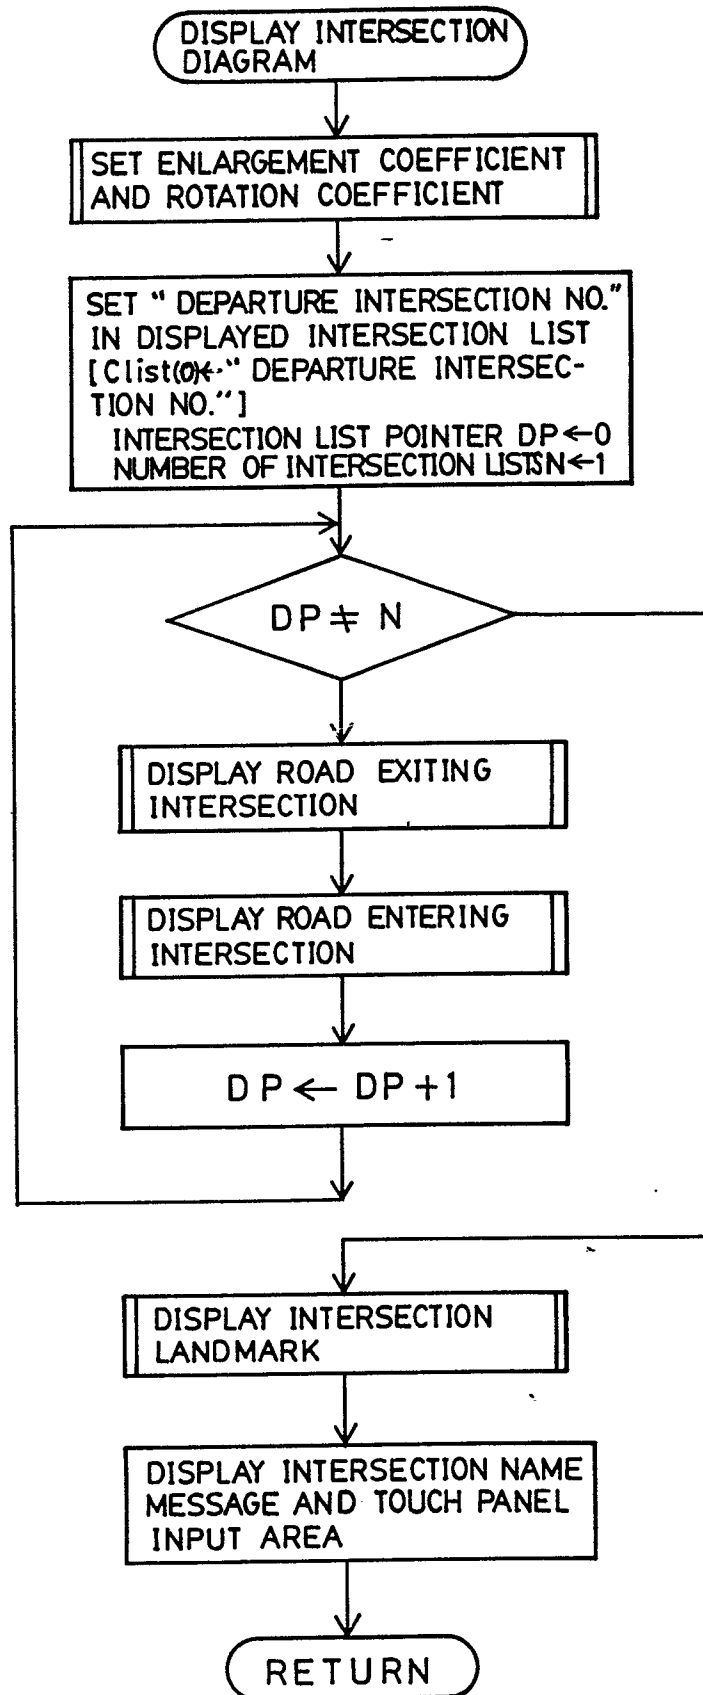 DISPLAY INTERSECTION
DIAGRAM
SET ENLARGEMENT COEFFICIENT
AND ROTATION COEFFICIENT
SET "DEPARTURE INTERSECTION NO."
IN DISPLAYED INTERSECTION LIST
[Clist(0)←"DEPARTURE INTERSEC-
TION NO."]
INTERSECTION LIST POINTER DP←0
NUMBER OF INTERSECTION LISTSN←1
DP≠N
DISPLAY ROAD EXITING
INTERSECTION
DISPLAY ROAD ENTERING
INTERSECTION
DP←DP+1
DISPLAY INTERSECTION
LANDMARK
DISPLAY INTERSECTION NAME
MESSAGE AND TOUCH PANEL
INPUT AREA
RETURN